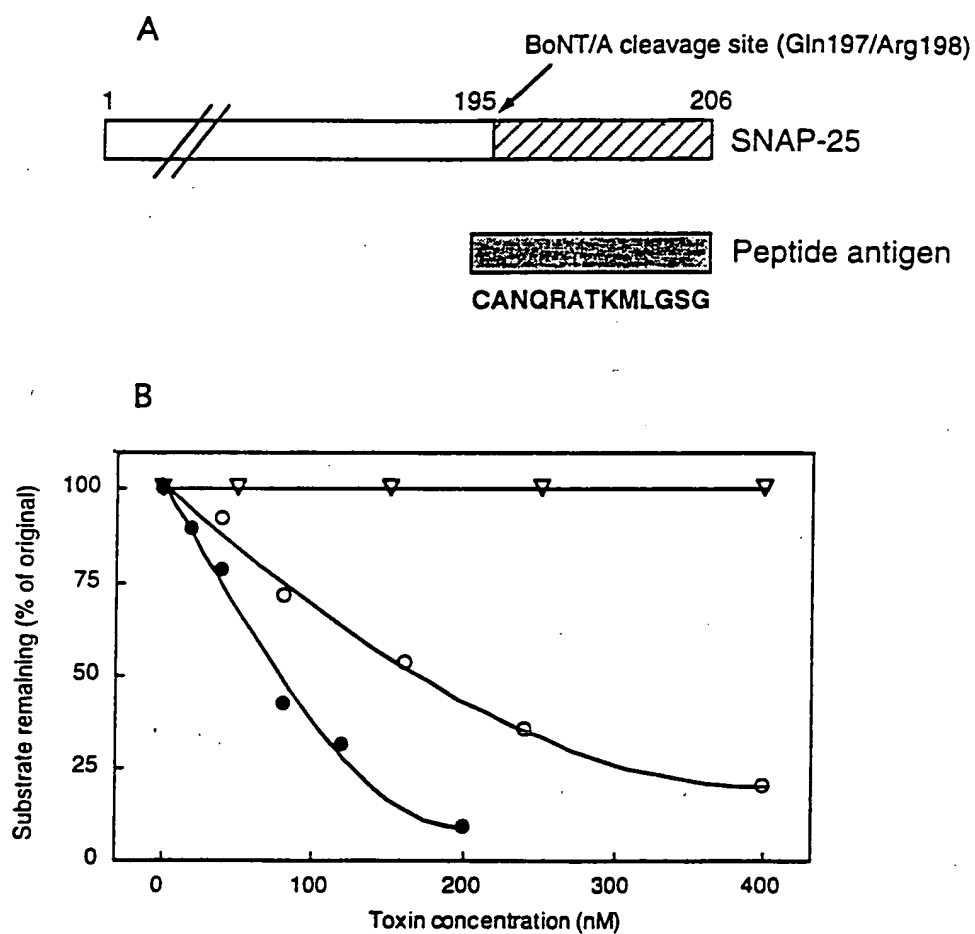 A
BoNT/A cleavage site (Gln197/Arg198)
1
195
206
SNAP-25
Peptide antigen
CANQRATKMLGSG
B
Substrate remaining (% of original)
100
75
50
25
0
0
100
200
300
400
Toxin concentration (nM)